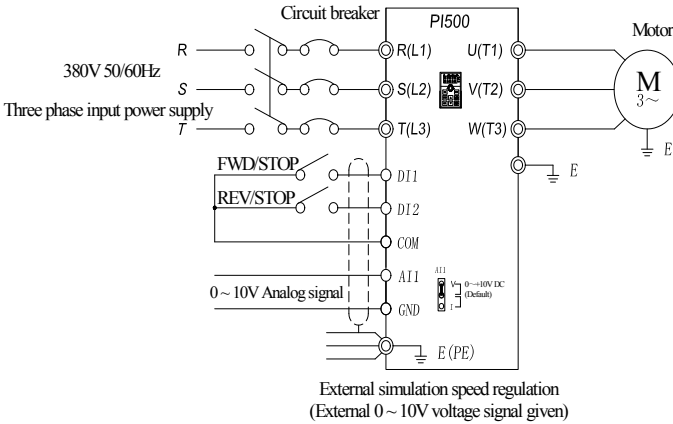 Circuit breaker
PI500
Motor
R
R(L1)
U(T1)
380V 50/60Hz
S
S(L2)
V(T2)
M
3~
Three phase input power supply
T
T(L3)
W(T3)
E
FWD/STOP
DI1
E
REV/STOP
DI2
COM
AI1
AI1
V
0~+10V DC
(Default)
I
0 ~ 10V Analog signal
GND
E(PE)
External simulation speed regulation
(External 0 ~ 10V voltage signal given)